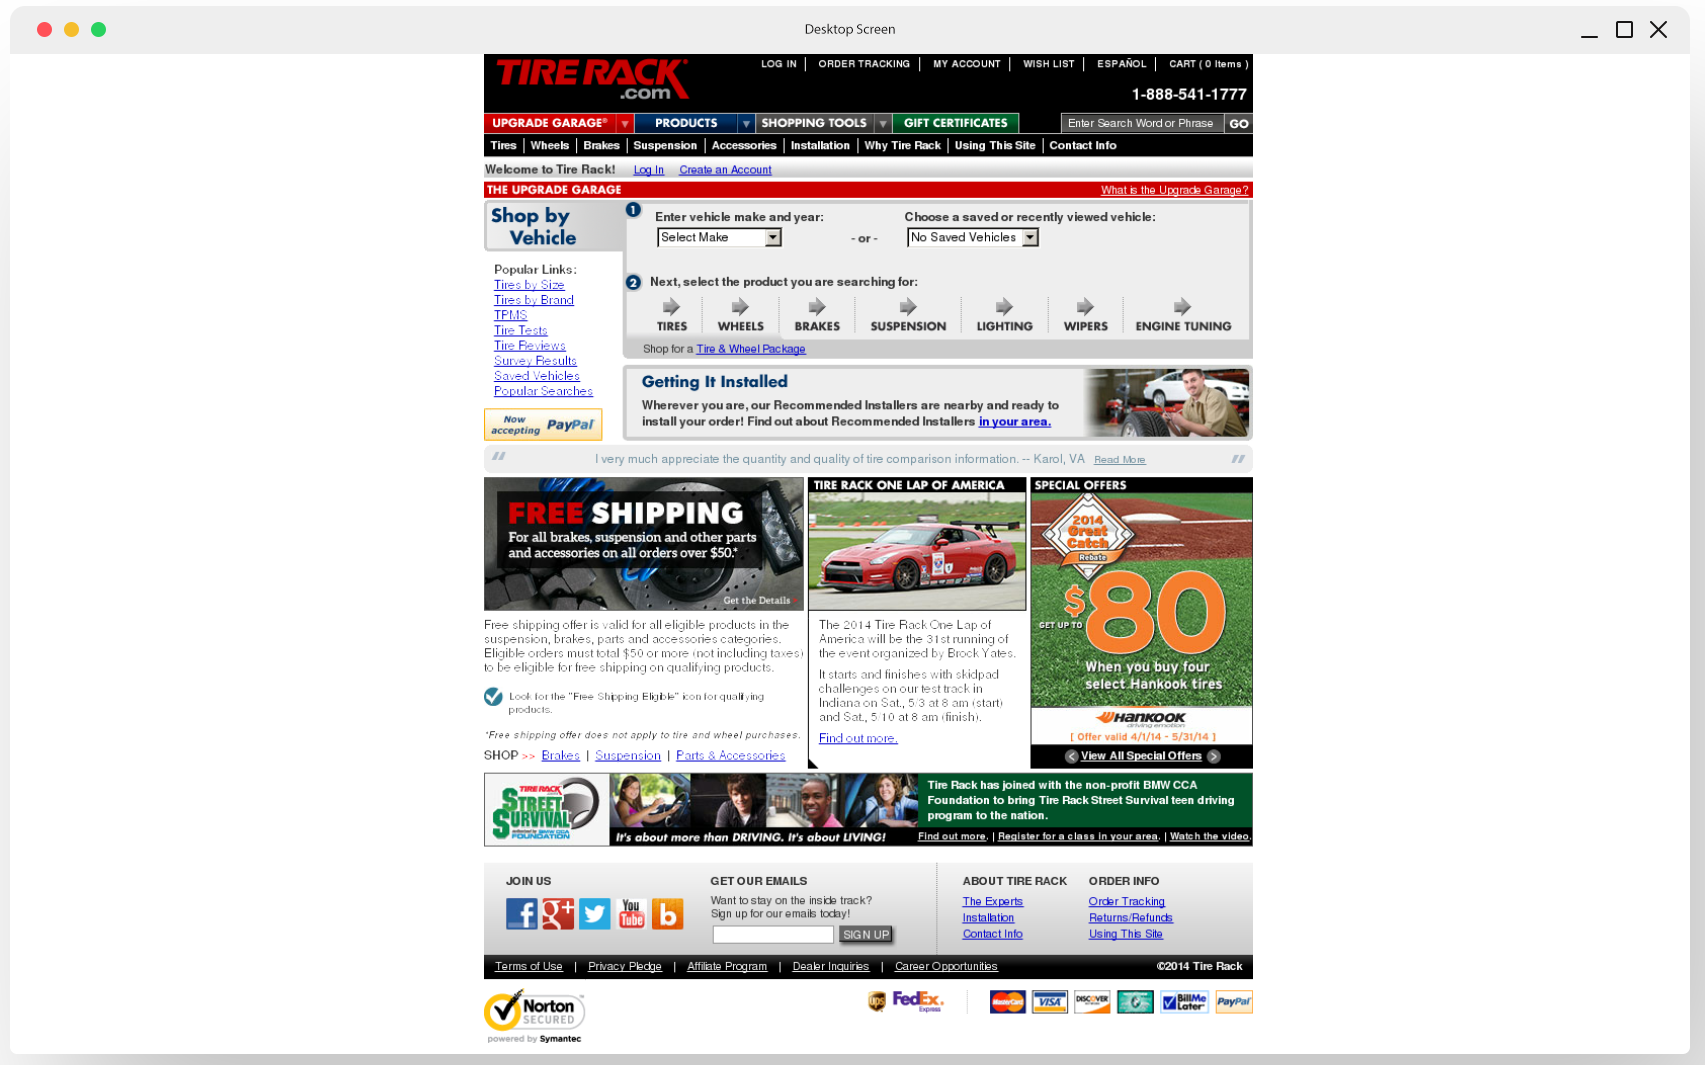 Desktop Screen
TIRE RACK
.com
LOG IN | ORDER TRACKING | MY ACCOUNT | WISH LIST | ESPAÑOL | CART ( 0 Items )
1-888-541-1777
UPGRADE GARAGE® PRODUCTS SHOPPING TOOLS GIFT CERTIFICATES Enter Search Word or Phrase GO
Tires | Wheels | Brakes | Suspension | Accessories | Installation | Why Tire Rack | Using This Site | Contact Info
Welcome to Tire Rack! Log In Create an Account
THE UPGRADE GARAGE What is the Upgrade Garage?
Shop by
Vehicle
1
Enter vehicle make and year: Choose a saved or recently viewed vehicle:
Select Make - or - No Saved Vehicles
2 Next, select the product you are searching for:
TIRES WHEELS BRAKES SUSPENSION LIGHTING WIPERS ENGINE TUNING
Shop for a Tire & Wheel Package
Popular Links:
Tires by Size
Tires by Brand
TPMS
Tire Tests
Tire Reviews
Survey Results
Saved Vehicles
Popular Searches
Now
accepting PayPal
Getting It Installed
Wherever you are, our Recommended Installers are nearby and ready to
install your order! Find out about Recommended Installers in your area.
" I very much appreciate the quantity and quality of tire comparison information. -- Karol, VA Read More "
FREE SHIPPING
For all brakes, suspension and other parts
and accessories on all orders over $50.*
Get the Details
Free shipping offer is valid for all eligible products in the
suspension, brakes, parts and accessories categories.
Eligible orders must total $50 or more (not including taxes)
to be eligible for free shipping on qualifying products.
Look for the "Free Shipping Eligible" icon for qualifying
products.
*Free shipping offer does not apply to tire and wheel purchases.
SHOP >> Brakes | Suspension | Parts & Accessories
TIRE RACK ONE LAP OF AMERICA
The 2014 Tire Rack One Lap of
America will be the 31st running of
the event organized by Brock Yates.
It starts and finishes with skidpad
challenges on our test track in
Indiana on Sat., 5/3 at 8 am (start)
and Sat., 5/10 at 8 am (finish).
Find out more.
SPECIAL OFFERS
2014
Great
Catch
Rebate
GET UP TO $80
When you buy four
select Hankook tires
HANKOOK
driving emotion
[ Offer valid 4/1/14 - 5/31/14 ]
View All Special Offers
TIRE RACK
STREET
SURVIVAL
authorized by BMW CCA
FOUNDATION
It's about more than DRIVING. It's about LIVING!
Tire Rack has joined with the non-profit BMW CCA
Foundation to bring Tire Rack Street Survival teen driving
program to the nation.
Find out more. | Register for a class in your area. | Watch the video.
JOIN US
f g+ You
Tube b
GET OUR EMAILS
Want to stay on the inside track?
Sign up for our emails today!
SIGN UP
ABOUT TIRE RACK
The Experts
Installation
Contact Info
ORDER INFO
Order Tracking
Returns/Refunds
Using This Site
Terms of Use | Privacy Pledge | Affiliate Program | Dealer Inquiries | Career Opportunities ©2014 Tire Rack
Norton
SECURED
powered by Symantec
ups FedEx Express MasterCard VISA DISCOVER BillMe Later PayPal